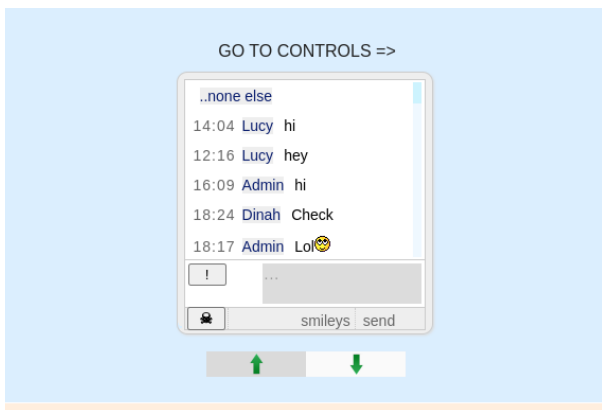 GO TO CONTROLS =>
..none else
14:04 Lucy hi
12:16 Lucy hey
16:09 Admin hi
18:24 Dinah Check
18:17 Admin Lol
!
...
smileys send